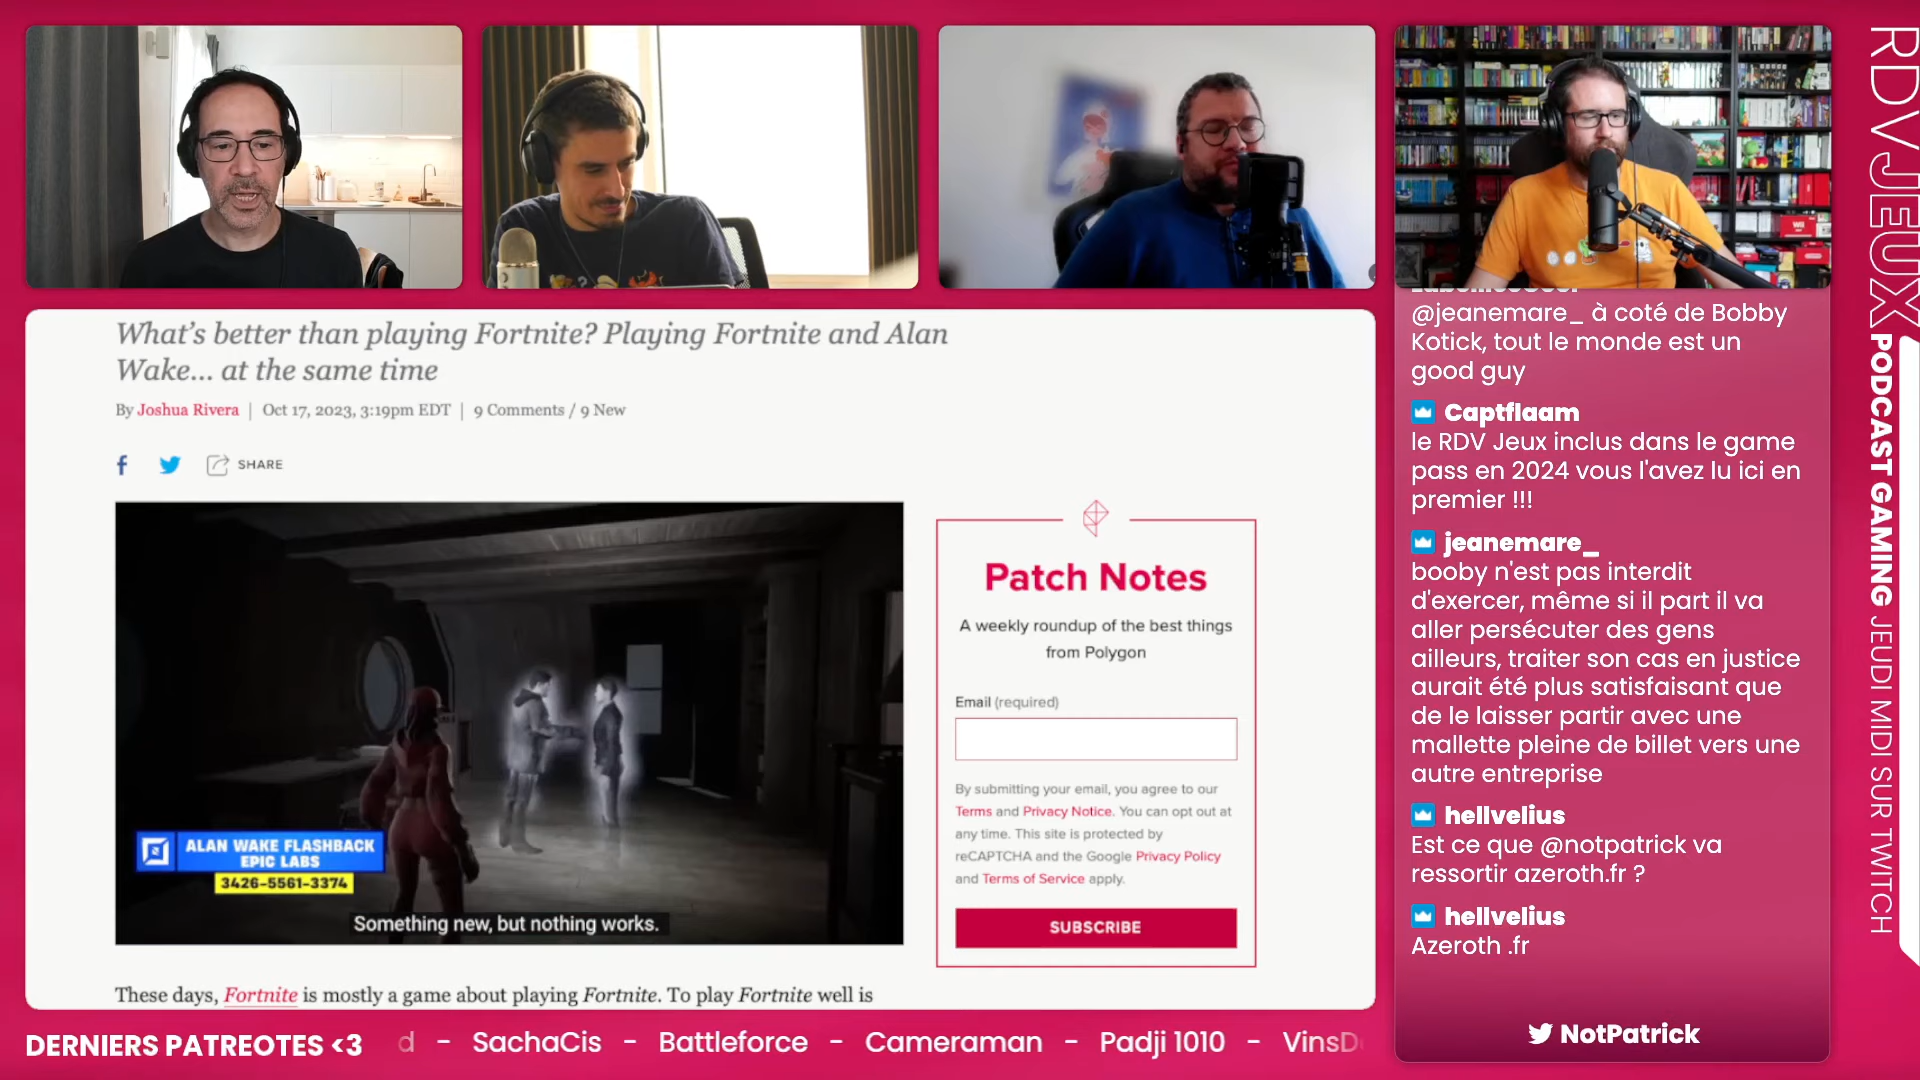 What's better than playing Fortnite? Playing Fortnite and Alan
Wake... at the same time
By Joshua Rivera | Oct 17, 2023, 3:19pm EDT | 9 Comments / 9 New
SHARE
ALAN WAKE FLASHBACK
EPIC LABS
3426-5561-3374
Something new, but nothing works.
Patch Notes
A weekly roundup of the best things
from Polygon
Email (required)
By submitting your email, you agree to our
Terms and Privacy Notice. You can opt out at
any time. This site is protected by
reCAPTCHA and the Google Privacy Policy
and Terms of Service apply.
SUBSCRIBE
These days, Fortnite is mostly a game about playing Fortnite. To play Fortnite well is
@jeanemare_ à coté de Bobby
Kotick, tout le monde est un
good guy
Captflaam
le RDV Jeux inclus dans le game
pass en 2024 vous l'avez lu ici en
premier !!!
jeanemare_
booby n'est pas interdit
d'exercer, même si il part il va
aller persécuter des gens
ailleurs, traiter son cas en justice
aurait été plus satisfaisant que
de le laisser partir avec une
mallette pleine de billet vers une
autre entreprise
hellvelius
Est ce que @notpatrick va
ressortir azeroth.fr ?
hellvelius
Azeroth .fr
NotPatrick
RDV JEUX
PODCAST GAMING JEUDI MIDI SUR TWITCH
Wii
DERNIERS PATREOTES <3 d - SachaCis - Battleforce - Cameraman - Padji 1010 - VinsD